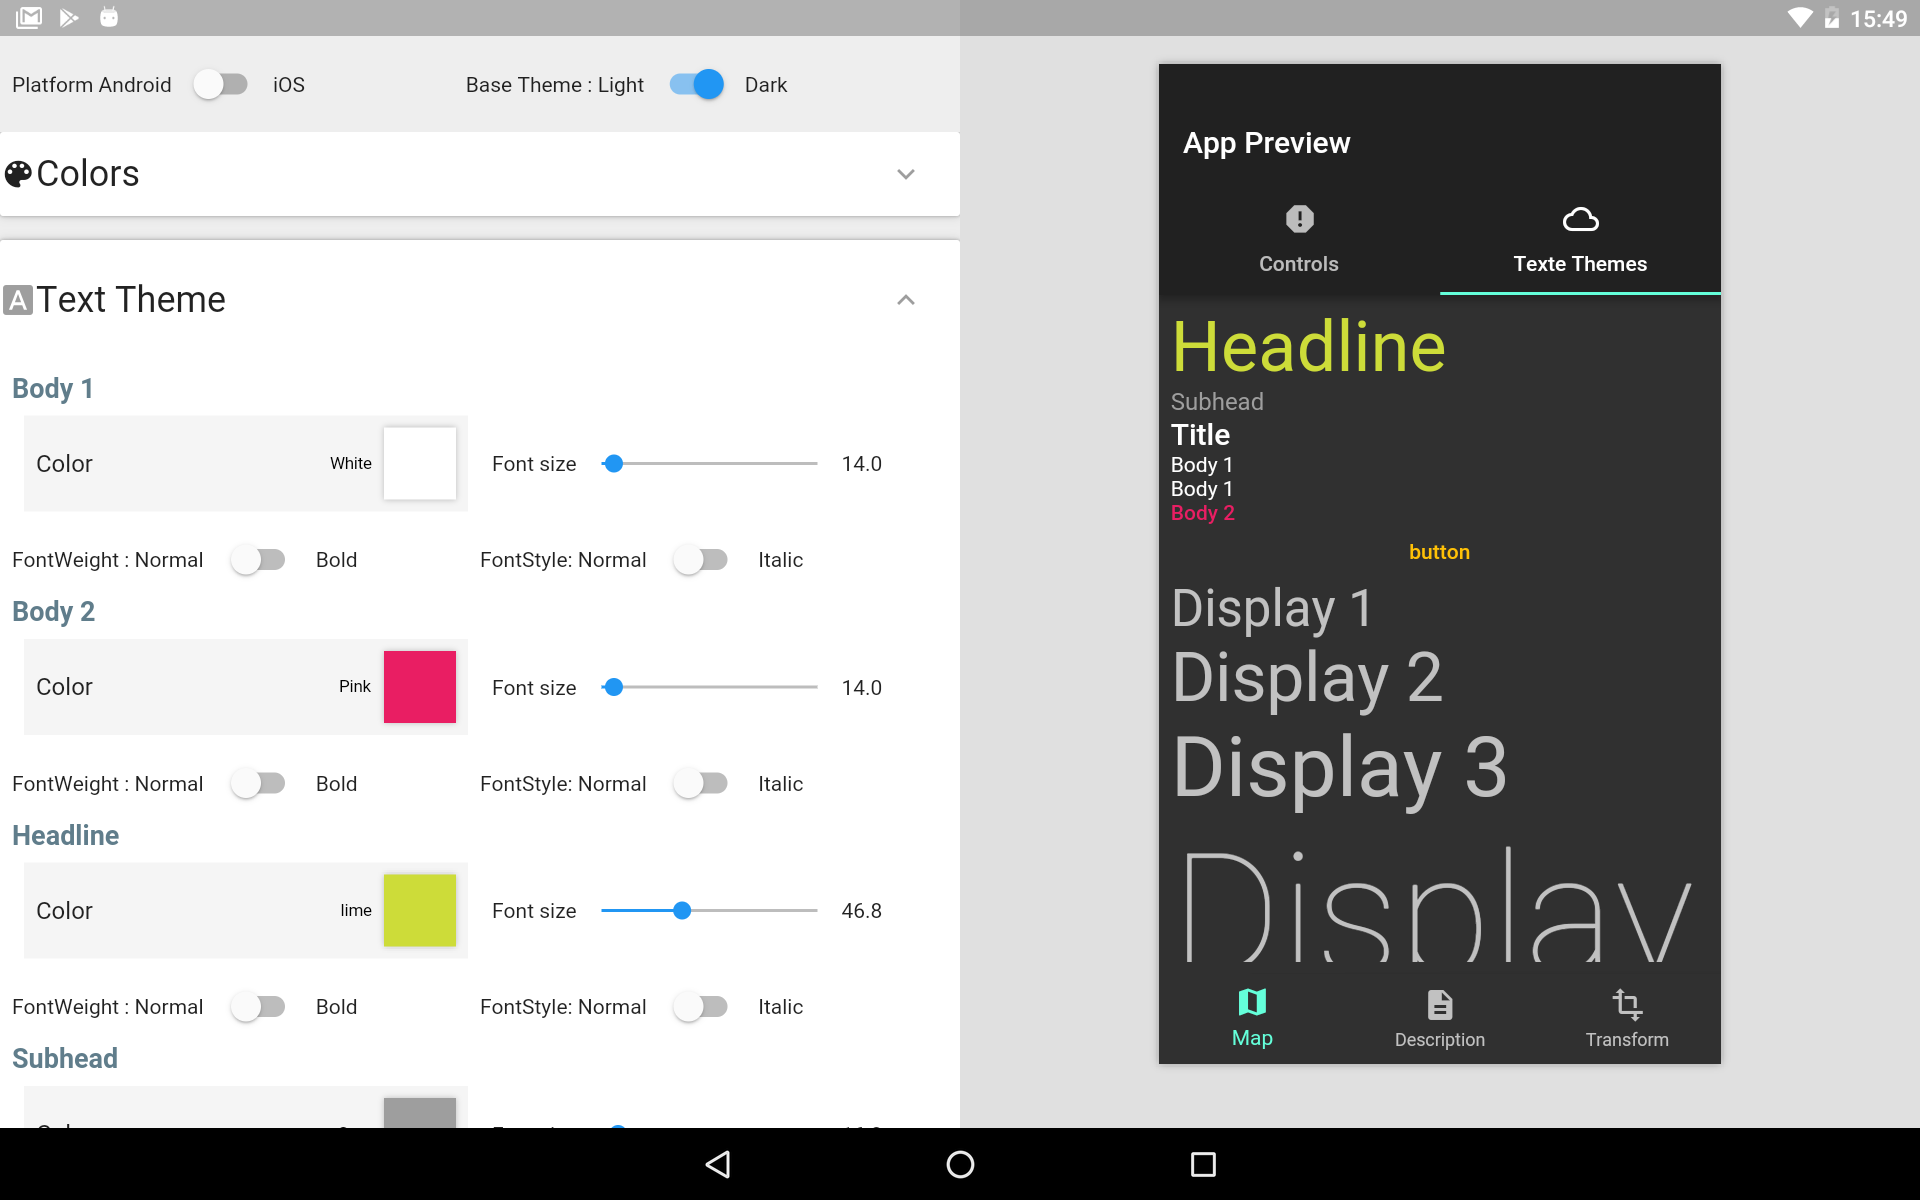 15:49
Platform Android iOS Base Theme : Light Dark
Colors
Text Theme
Body 1
Color White Font size 14.0
FontWeight : Normal Bold FontStyle: Normal Italic
Body 2
Color Pink Font size 14.0
FontWeight : Normal Bold FontStyle: Normal Italic
Headline
Color lime Font size 46.8
FontWeight : Normal Bold FontStyle: Normal Italic
Subhead
App Preview
Controls Texte Themes
Headline
Subhead
Title
Body 1
Body 1
Body 2
button
Display 1
Display 2
Display 3
Display
Map Description Transform